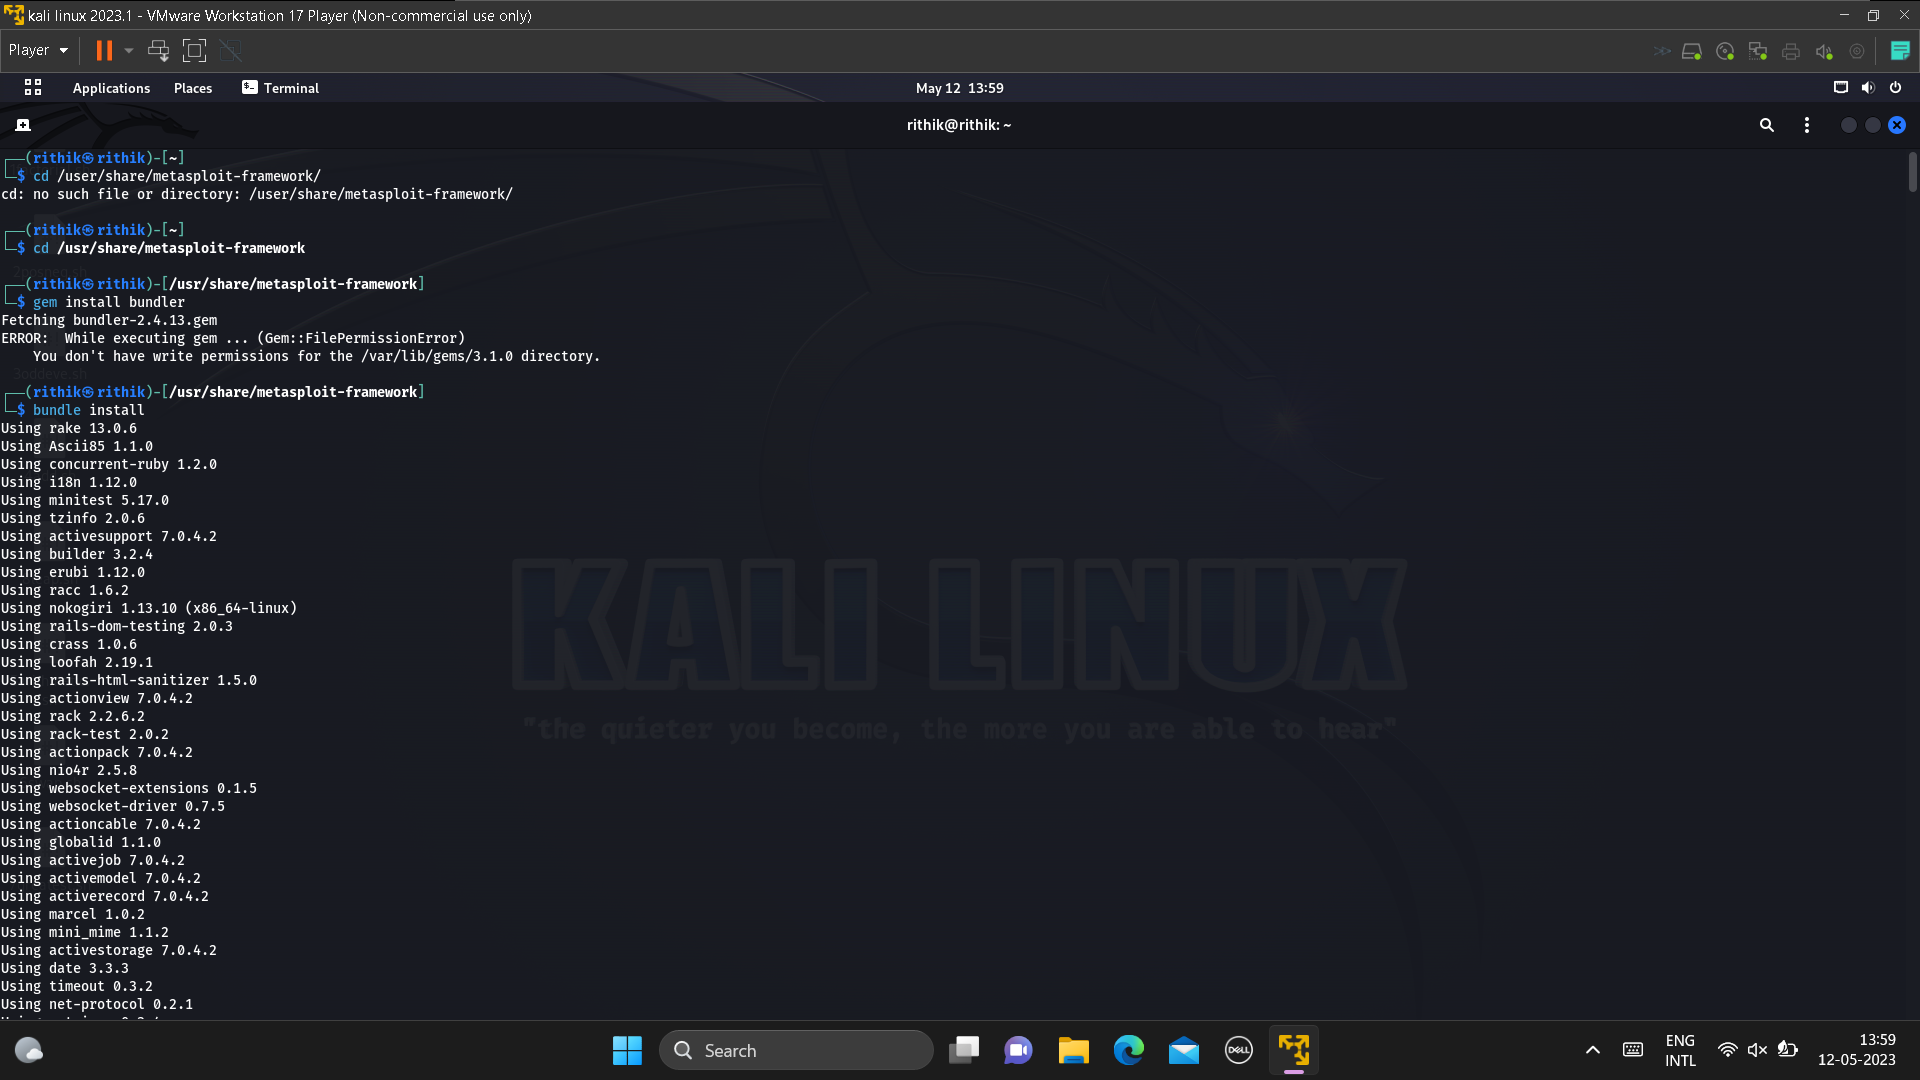 kali linux 2023.1 - VMware Workstation 17 Player (Non-commercial use only)
Player
Applications Places Terminal May 12 13:59
rithik@rithik: ~
┌──(rithik㉿rithik)-[~]
└─$ cd /user/share/metasploit-framework/
cd: no such file or directory: /user/share/metasploit-framework/
┌──(rithik㉿rithik)-[~]
└─$ cd /usr/share/metasploit-framework
┌──(rithik㉿rithik)-[/usr/share/metasploit-framework]
└─$ gem install bundler
Fetching bundler-2.4.13.gem
ERROR:  While executing gem ... (Gem::FilePermissionError)
    You don't have write permissions for the /var/lib/gems/3.1.0 directory.
3oddeve.sh
┌──(rithik㉿rithik)-[/usr/share/metasploit-framework]
└─$ bundle install
Using rake 13.0.6
Using Ascii85 1.1.0
Using concurrent-ruby 1.2.0
Using i18n 1.12.0
Using minitest 5.17.0
Using tzinfo 2.0.6
Using activesupport 7.0.4.2
Using builder 3.2.4
Using erubi 1.12.0
Using racc 1.6.2
Using nokogiri 1.13.10 (x86_64-linux)
Using rails-dom-testing 2.0.3
Using crass 1.0.6
Using loofah 2.19.1
Using rails-html-sanitizer 1.5.0
Using actionview 7.0.4.2
Using rack 2.2.6.2
Using rack-test 2.0.2
Using actionpack 7.0.4.2
Using nio4r 2.5.8
Using websocket-extensions 0.1.5
Using websocket-driver 0.7.5
Using actioncable 7.0.4.2
Using globalid 1.1.0
Using activejob 7.0.4.2
Using activemodel 7.0.4.2
Using activerecord 7.0.4.2
Using marcel 1.0.2
Using mini_mime 1.1.2
Using activestorage 7.0.4.2
Using date 3.3.3
Using timeout 0.3.2
Using net-protocol 0.2.1
KALI LINUX
"the quieter you become, the more you are able to hear"
Search
DELL
ENG
INTL
13:59
12-05-2023